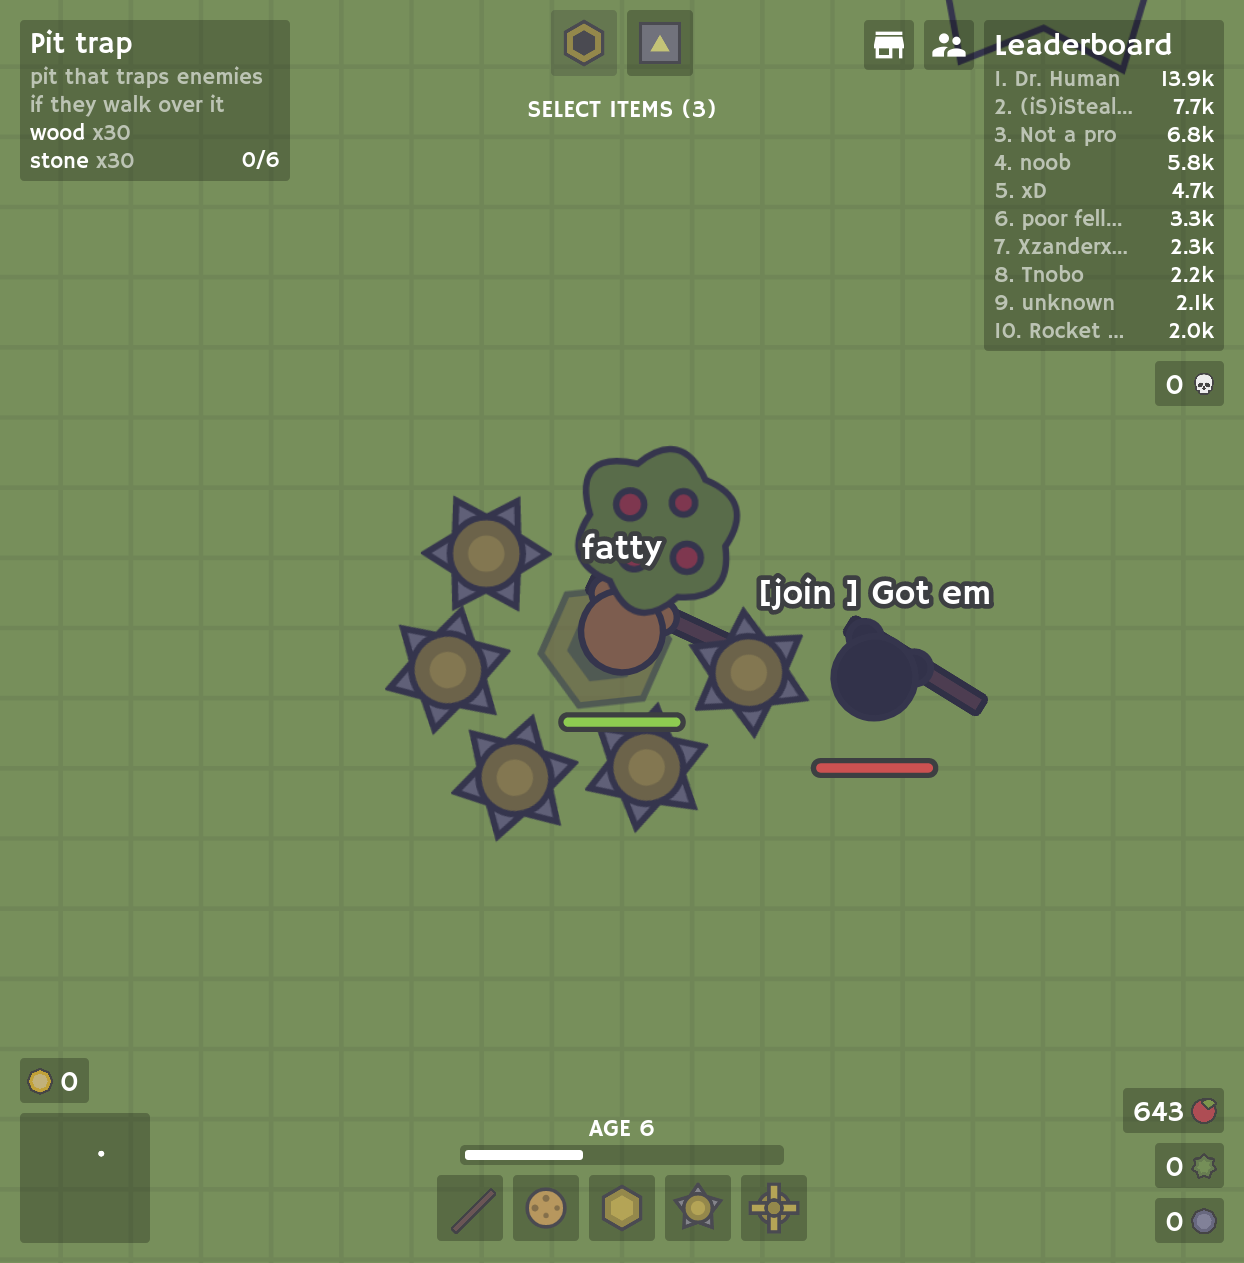 Pit trap
pit that traps enemies
if they walk over it
wood x30
stone x30 0/6
SELECT ITEMS (3)
Leaderboard
1. Dr. Human 13.9k
2. (iS)iSteal... 7.7k
3. Not a pro 6.8k
4. noob 5.8k
5. xD 4.7k
6. poor fell... 3.3k
7. Xzanderx... 2.3k
8. Tnobo 2.2k
9. unknown 2.1k
10. Rocket ... 2.0k
0
fatty
[join ] Got em
0
AGE 6
643
0
0